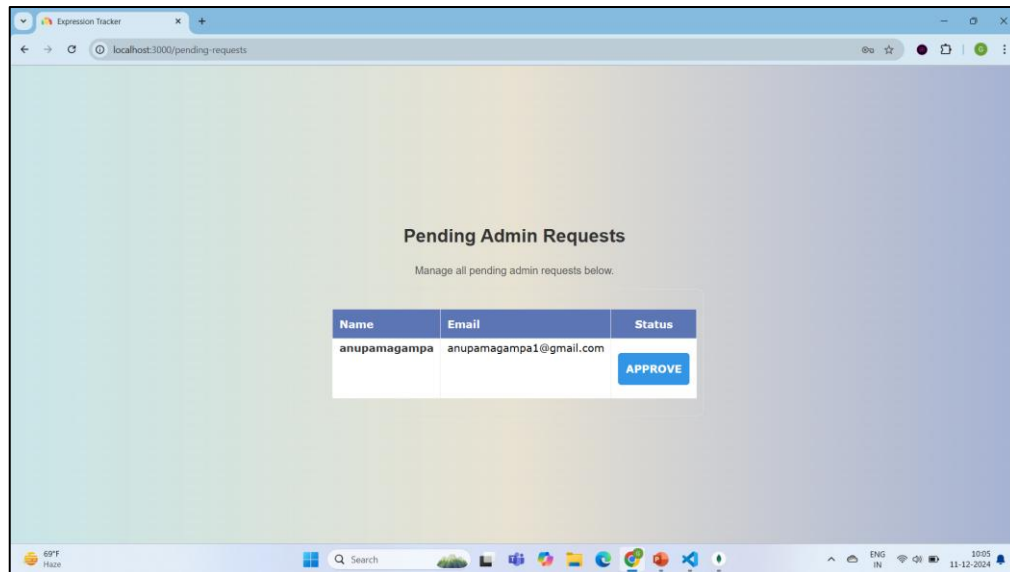 Expression Tracker
localhost:3000/pending-requests
G
Pending Admin Requests
Manage all pending admin requests below.
Name Email Status
anupamagampa anupamagampa1@gmail.com
APPROVE
69°F
Haze
Search
ENG
IN
10:05
11-12-2024